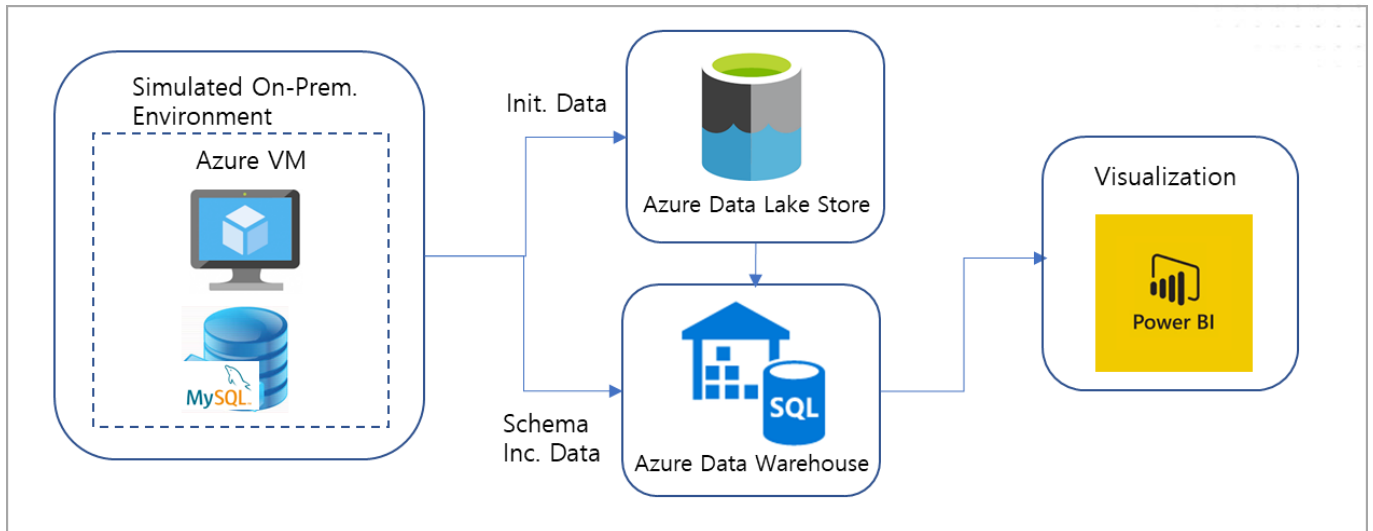 Simulated On-Prem.
Environment
Azure VM
MySQL
Init. Data
Schema
Inc. Data
Azure Data Lake Store
SQL
Azure Data Warehouse
Visualization
Power BI